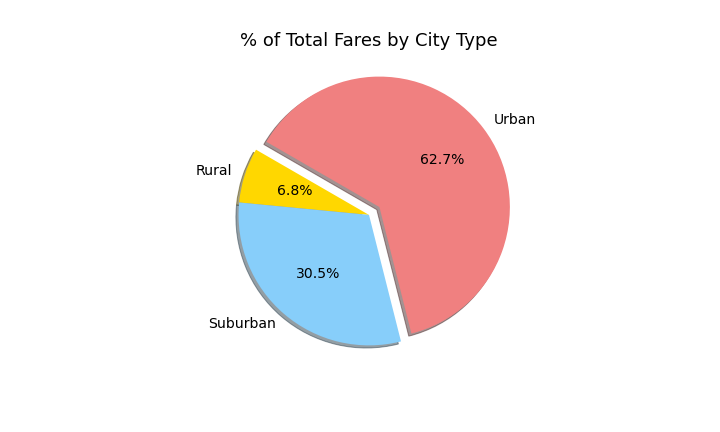 % of Total Fares by City Type
Urban
62.7%
Rural
6.8%
30.5%
Suburban